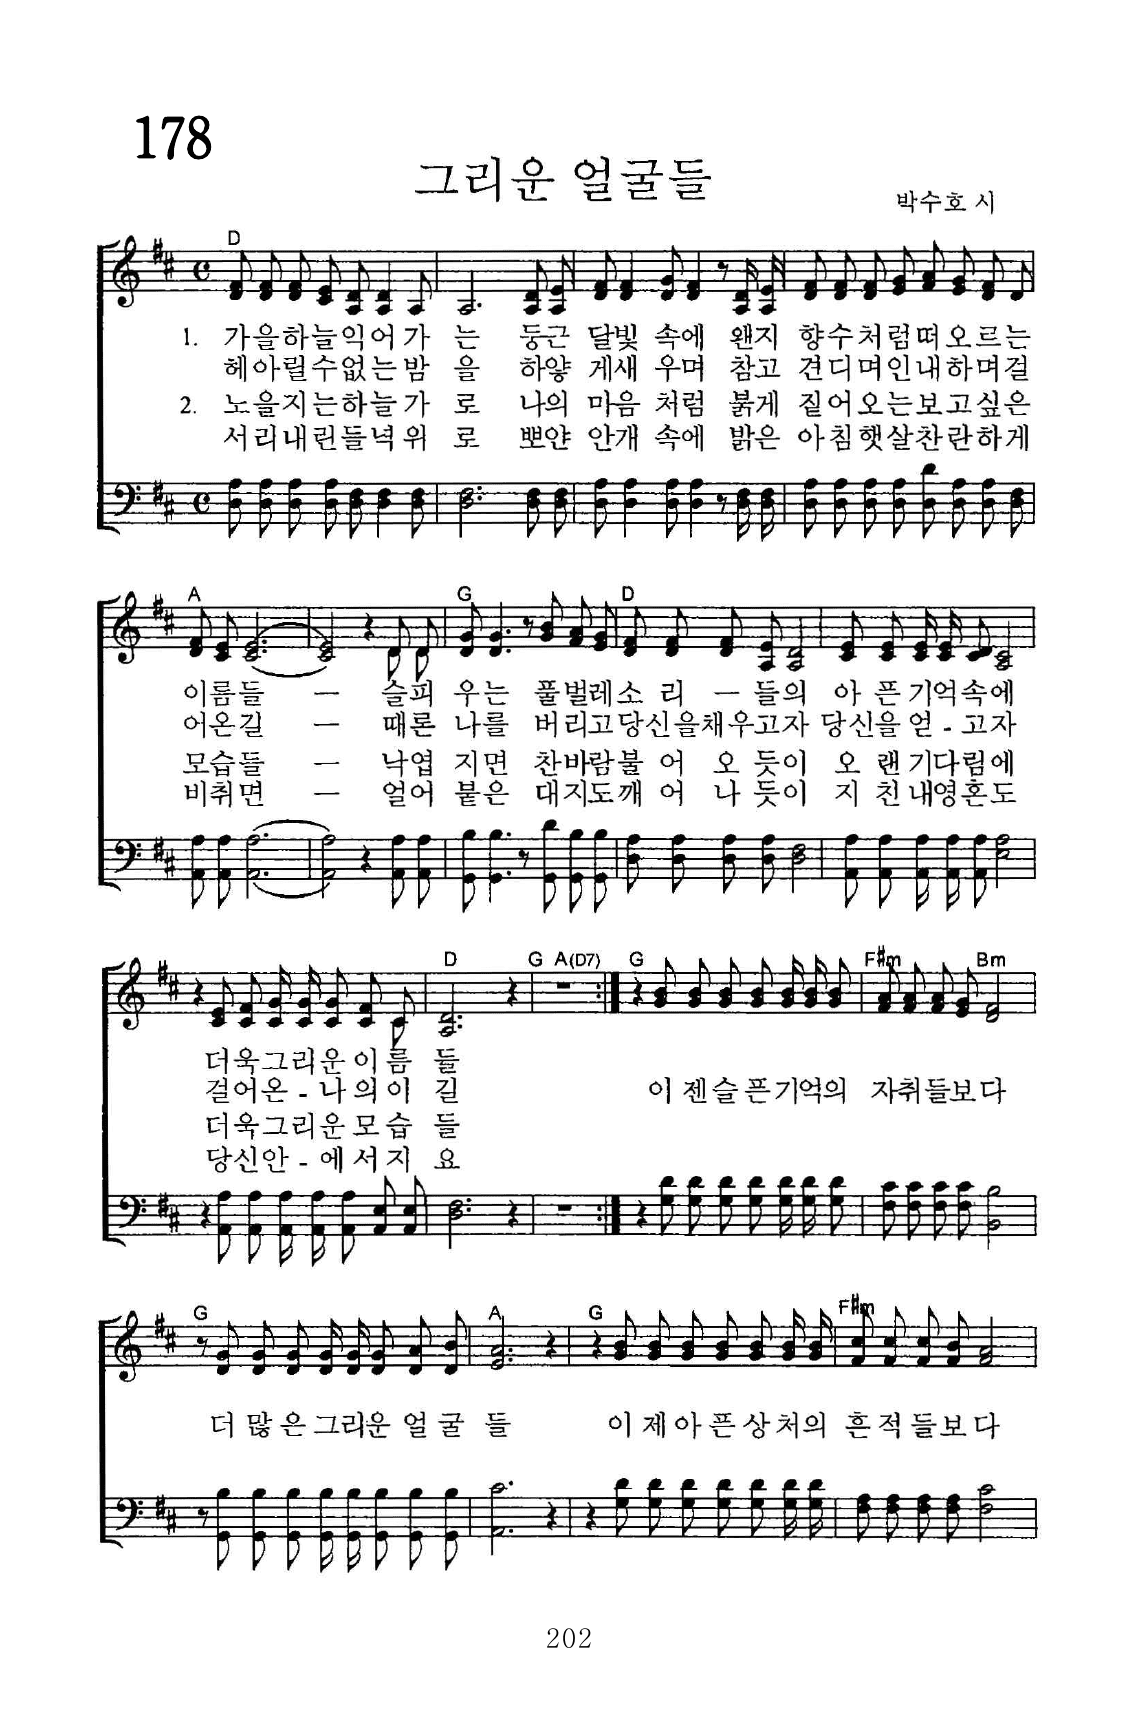 178
그리운 얼굴들
박수호 시
D
1. 가을하늘익어가 는 둥근 달빛 속에 왠지 향수처럼떠오르는
헤아릴수없는밤 을 하얗 게새 우며 참고 견디며인내하며걸
2. 노을지는하늘가 로 나의 마음 처럼 붉게 짙어오는보고싶은
서리내린들녘위 로 뽀얀 안개 속에 밝은 아침햇살찬란하게
A G D
이름들 ― 슬피 우는 풀벌레소 리 ― 들의 아 픈 기억속에
어온길 ― 때론 나를 버리고당신을채우고자 당신을 얻 - 고자
모습들 ― 낙엽 지면 찬바람불 어 오 듯이 오 랜 기다림에
비취면 ― 얼어 붙은 대지도깨 어 나 듯이 지 친 내영혼도
D G A(D7) G F#m Bm
더욱그리운이름 들
걸어온 - 나의이 길 이 젠슬픈기억의 자취들보다
더욱그리운모습 들
당신안 - 에서지 요
G A G F#m
더 많은그리운 얼굴 들 이제아픈상처의 흔적들보다
202